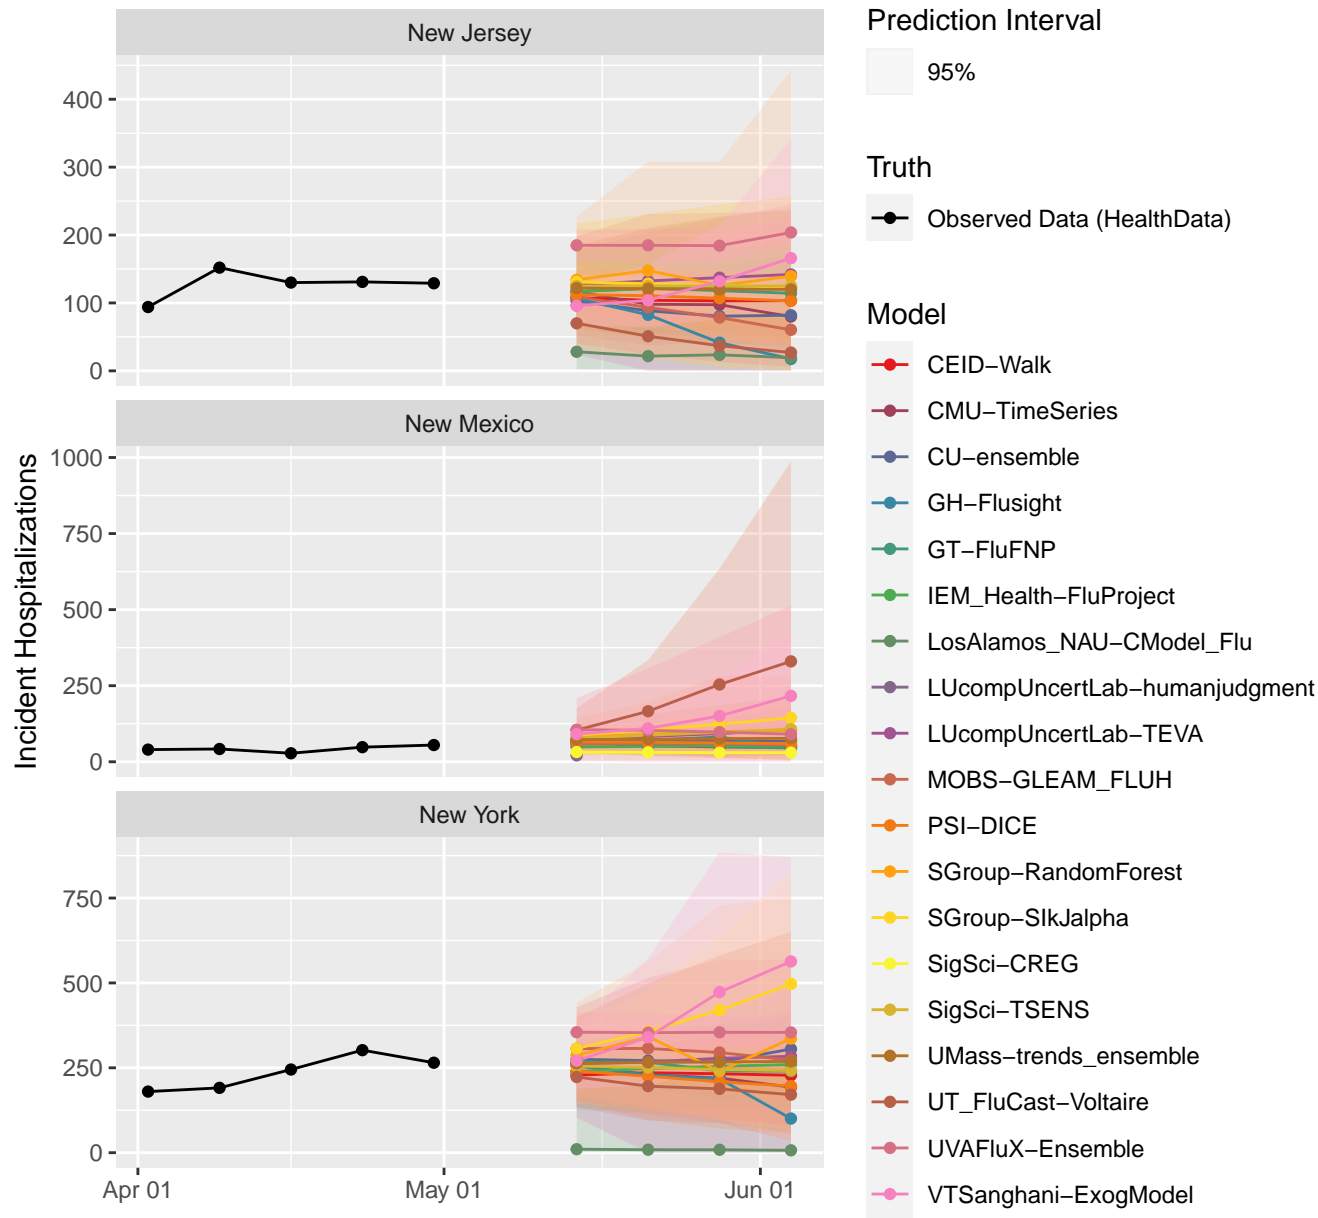 New Jersey
400
300
200
100
0
New Mexico
1000
750
500
250
0
New York
750
500
250
0
Apr 01
May 01
Jun 01
Incident Hospitalizations
Prediction Interval
95%
Truth
Observed Data (HealthData)
Model
CEID−Walk
CMU−TimeSeries
CU−ensemble
GH−Flusight
GT−FluFNP
IEM_Health−FluProject
LosAlamos_NAU−CModel_Flu
LUcompUncertLab−humanjudgment
LUcompUncertLab−TEVA
MOBS−GLEAM_FLUH
PSI−DICE
SGroup−RandomForest
SGroup−SIkJalpha
SigSci−CREG
SigSci−TSENS
UMass−trends_ensemble
UT_FluCast−Voltaire
UVAFluX−Ensemble
VTSanghani−ExogModel